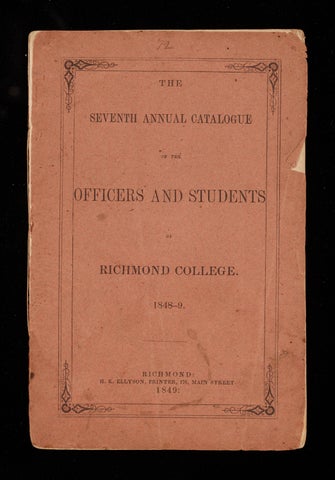 72
THE
SEVENTH ANNUAL CATALOGUE
OF THE
OFFICERS AND STUDENTS
OF
RICHMOND COLLEGE.
1848-9.
RICHMOND:
H. K. ELLYSON, PRINTER, 178, MAIN STREET
1849: